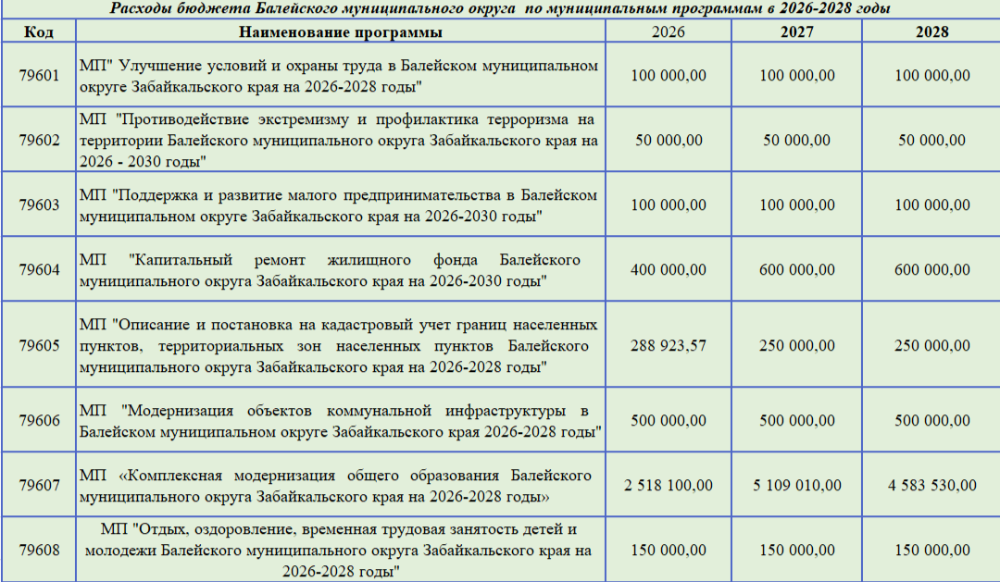 Расходы бюджета Балейского муниципального округа по муниципальным программам в 2026-2028 годы
Код Наименование программы 2026 2027 2028
79601 МП" Улучшение условий и охраны труда в Балейском муниципальном округе Забайкальского края на 2026-2028 годы" 100 000,00 100 000,00 100 000,00
79602 МП "Противодействие экстремизму и профилактика терроризма на территории Балейского муниципального округа Забайкальского края на 2026 - 2030 годы" 50 000,00 50 000,00 50 000,00
79603 МП "Поддержка и развитие малого предпринимательства в Балейском муниципальном округе Забайкальского края на 2026-2030 годы" 100 000,00 100 000,00 100 000,00
79604 МП "Капитальный ремонт жилищного фонда Балейского муниципального округа Забайкальского края на 2026-2030 годы" 400 000,00 600 000,00 600 000,00
79605 МП "Описание и постановка на кадастровый учет границ населенных пунктов, территориальных зон населенных пунктов Балейского муниципального округа Забайкальского края на 2026-2028 годы" 288 923,57 250 000,00 250 000,00
79606 МП "Модернизация объектов коммунальной инфраструктуры в Балейском муниципальном округе Забайкальского края 2026-2028 годы" 500 000,00 500 000,00 500 000,00
79607 МП «Комплексная модернизация общего образования Балейского муниципального округа Забайкальского края на 2026-2028 годы» 2 518 100,00 5 109 010,00 4 583 530,00
79608 МП "Отдых, оздоровление, временная трудовая занятость детей и молодежи Балейского муниципального округа Забайкальского края на 2026-2028 годы" 150 000,00 150 000,00 150 000,00